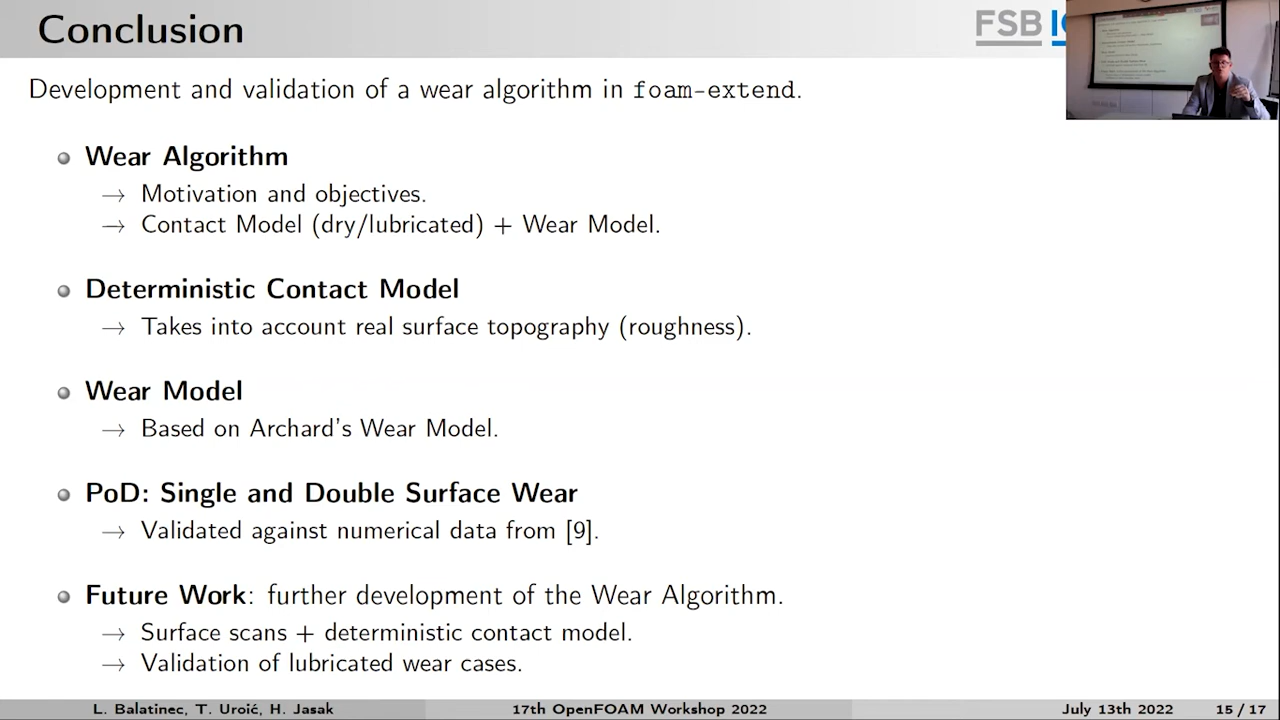 Conclusion
FSB
Development and validation of a wear algorithm in foam-extend.
Wear Algorithm
→ Motivation and objectives.
→ Contact Model (dry/lubricated) + Wear Model.
Deterministic Contact Model
→ Takes into account real surface topography (roughness).
Wear Model
→ Based on Archard's Wear Model.
PoD: Single and Double Surface Wear
→ Validated against numerical data from [9].
Future Work: further development of the Wear Algorithm.
→ Surface scans + deterministic contact model.
→ Validation of lubricated wear cases.
L. Balatinec, T. Uroić, H. Jasak 17th OpenFOAM Workshop 2022 July 13th 2022 15 / 17